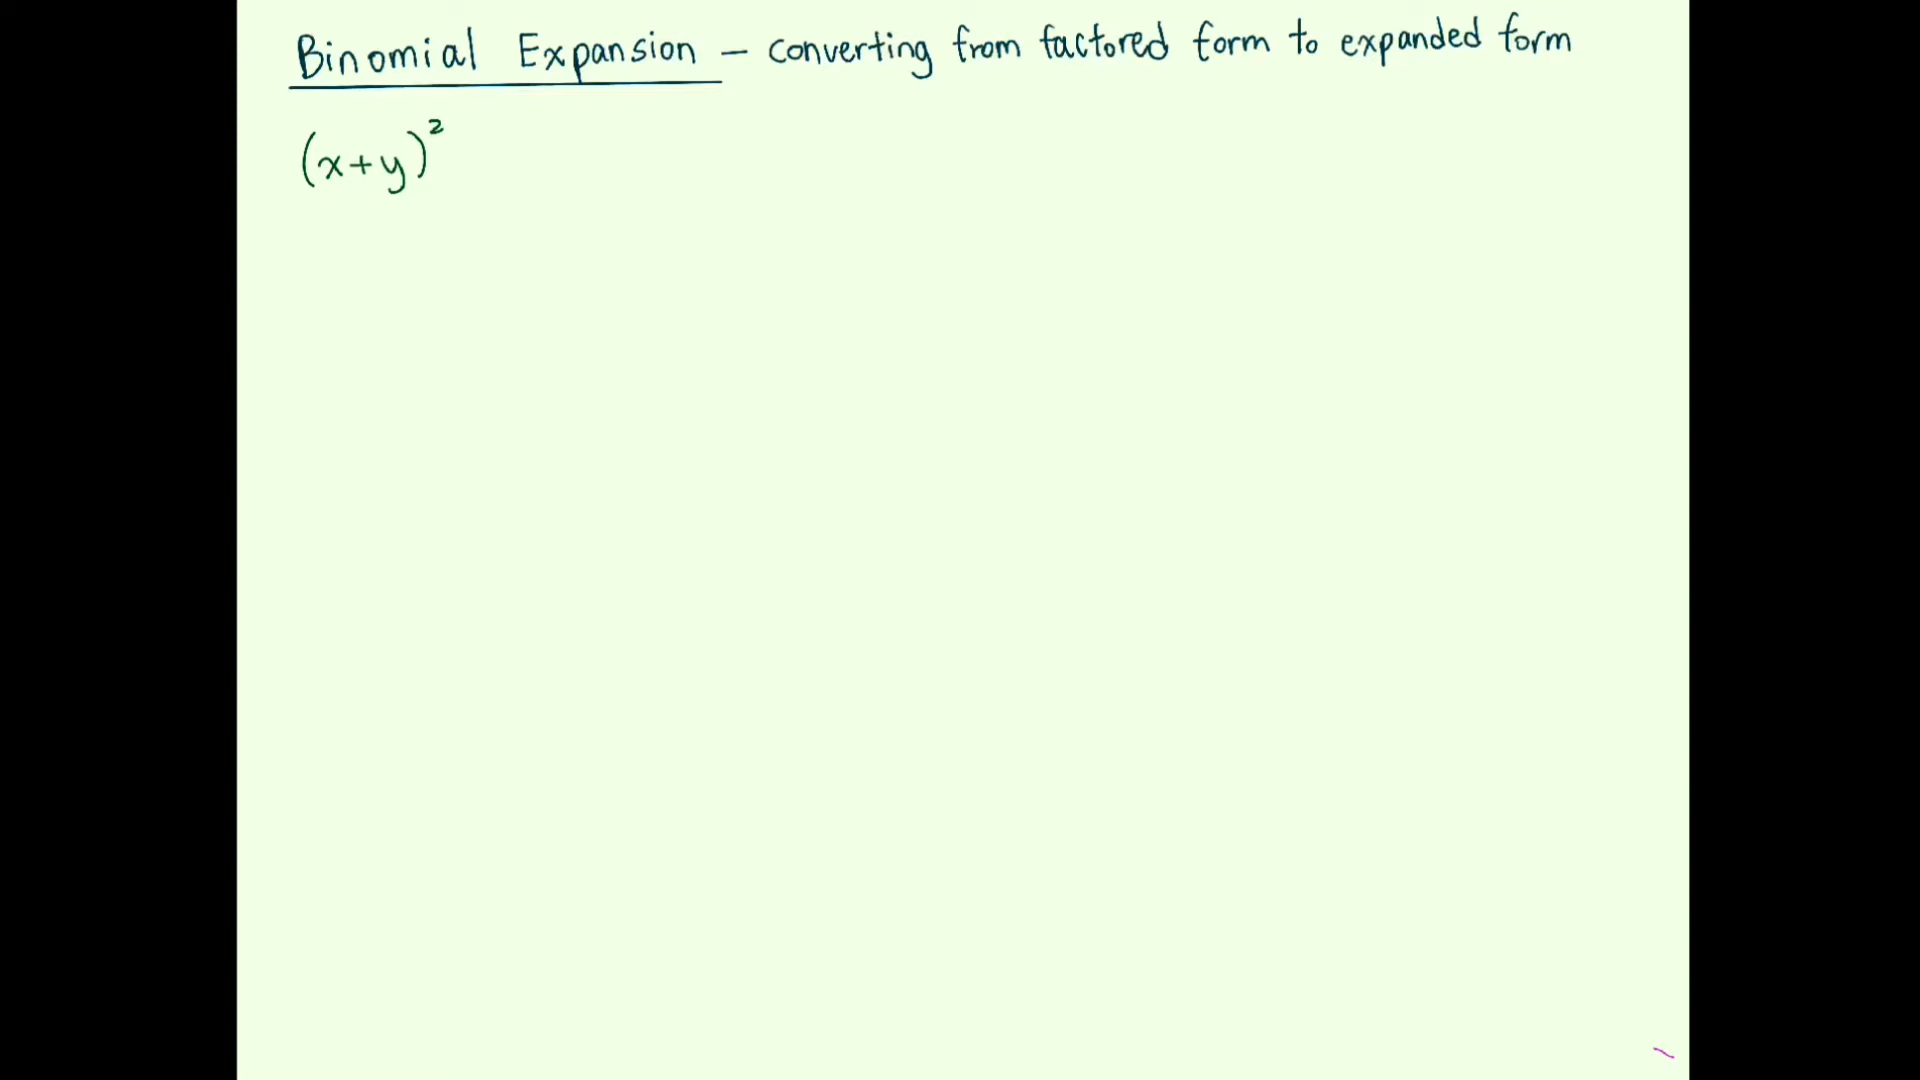 Binomial Expansion - converting from factored form to expanded form
(x+y)²